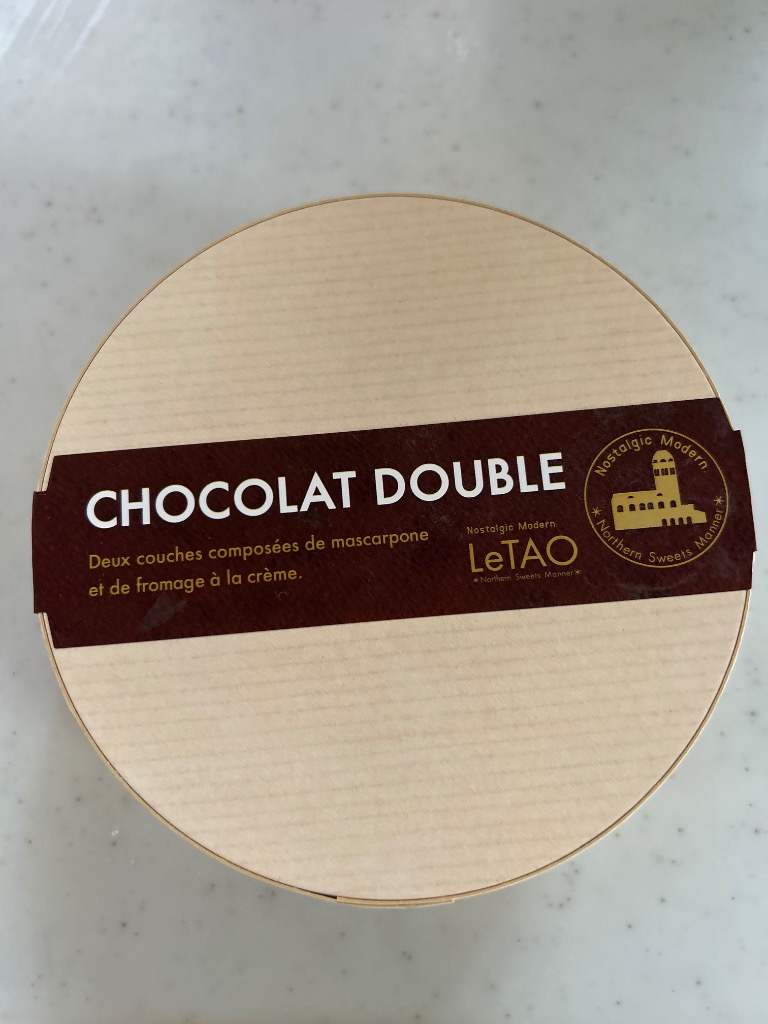 CHOCOLAT DOUBLE
Deux couches composées de mascarpone
et de fromage à la crème.
Nostalgic Modern.
LeTAO
*Northern Sweets Manner*
Nostalgic Modern.
*Northern Sweets Manner*